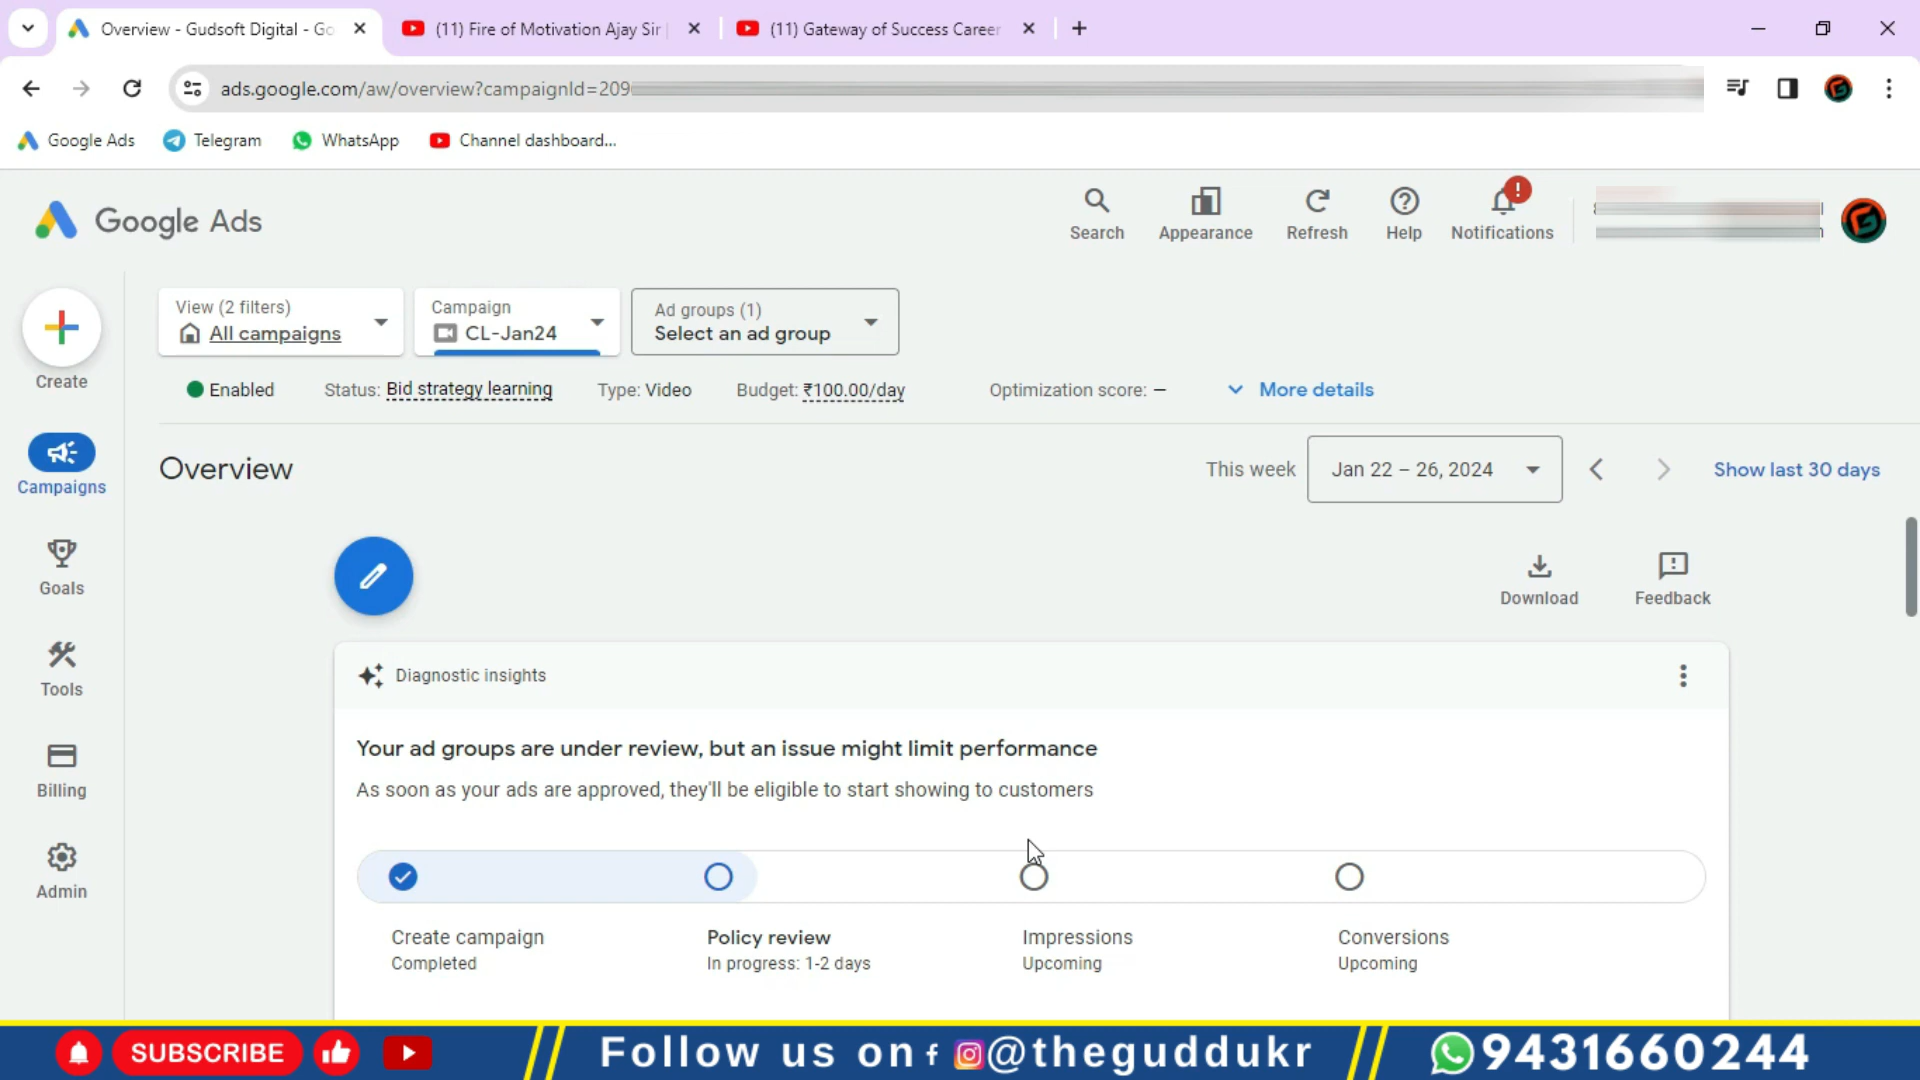 Overview - Gudsoft Digital - Go
(11) Fire of Motivation Ajay Sir
(11) Gateway of Success Career
ads.google.com/aw/overview?campaignId=209
Google Ads
Telegram
WhatsApp
Channel dashboard...
Google Ads
Search
Appearance
Refresh
Help
Notifications
Create
Campaigns
Goals
Tools
Billing
Admin
View (2 filters)
All campaigns
Campaign
CL-Jan24
Ad groups (1)
Select an ad group
Enabled
Status: Bid strategy learning
Type: Video
Budget: ₹100.00/day
Optimization score: –
More details
Overview
This week
Jan 22 – 26, 2024
Show last 30 days
Download
Feedback
Diagnostic insights
Your ad groups are under review, but an issue might limit performance
As soon as your ads are approved, they'll be eligible to start showing to customers
Create campaign
Completed
Policy review
In progress: 1-2 days
Impressions
Upcoming
Conversions
Upcoming
SUBSCRIBE
Follow us on f @theguddukr
9431660244